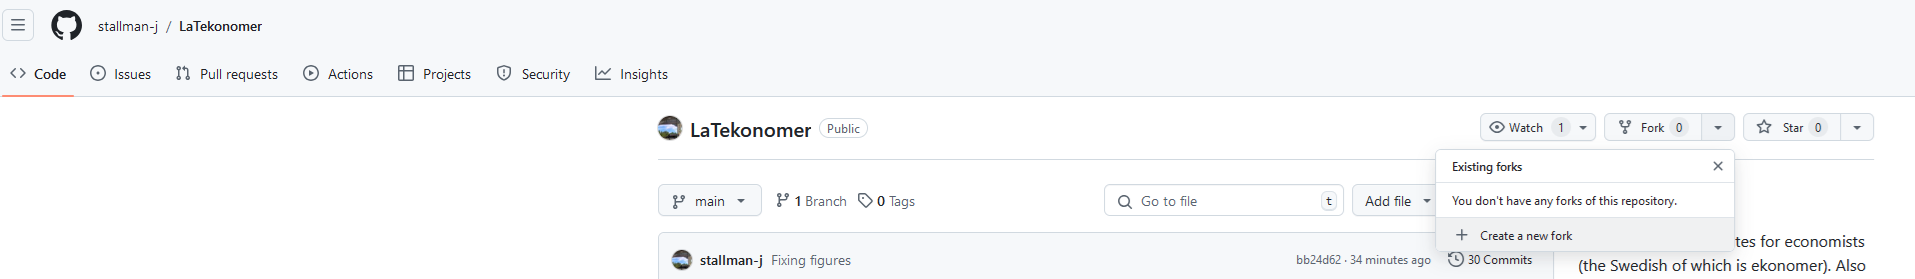 stallman-j / LaTekonomer
Code Issues Pull requests Actions Projects Security Insights
LaTekonomer Public
Watch 1 Fork 0 Star 0
Existing forks
You don't have any forks of this repository.
Create a new fork
main 1 Branch 0 Tags
Go to file t Add file
tes for economists
(the Swedish of which is ekonomer). Also
stallman-j Fixing figures bb24d62 · 34 minutes ago 30 Commits